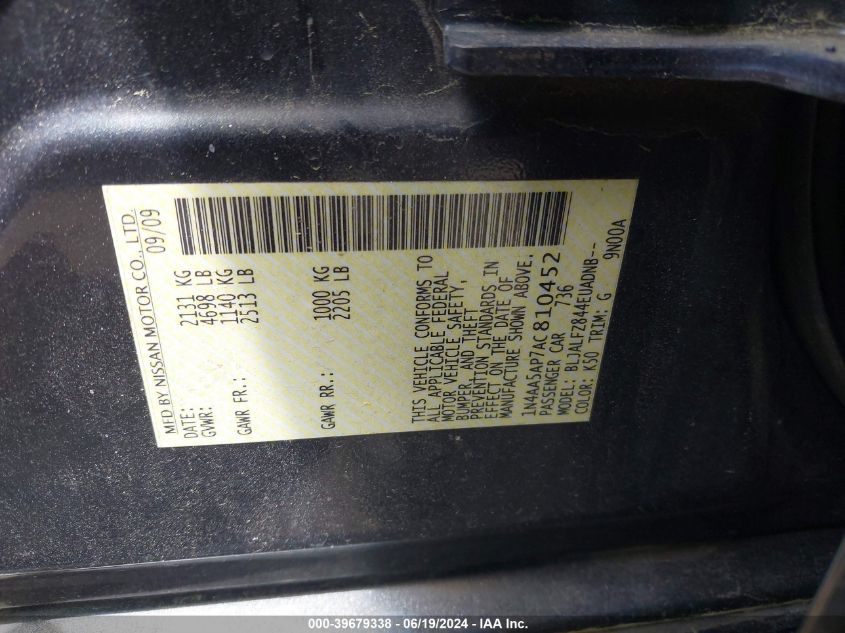 MFD BY NISSAN MOTOR CO., LTD.
DATE: 09/09
GVWR: 2131 KG
4698 LB
GAWR FR.: 1140 KG
2513 LB
GAWR RR.: 1000 KG
2205 LB
THIS VEHICLE CONFORMS TO
ALL APPLICABLE FEDERAL
MOTOR VEHICLE SAFETY,
BUMPER, AND THEFT
PREVENTION STANDARDS IN
EFFECT ON THE DATE OF
MANUFACTURE SHOWN ABOVE.
1N4AA5AP7AC810452
PASSENGER CAR 736
MODEL: BLJALFZ844EUADNB--
COLOR: K50 TRIM: G 9N00A
000-39679338 - 06/19/2024 - IAA Inc.